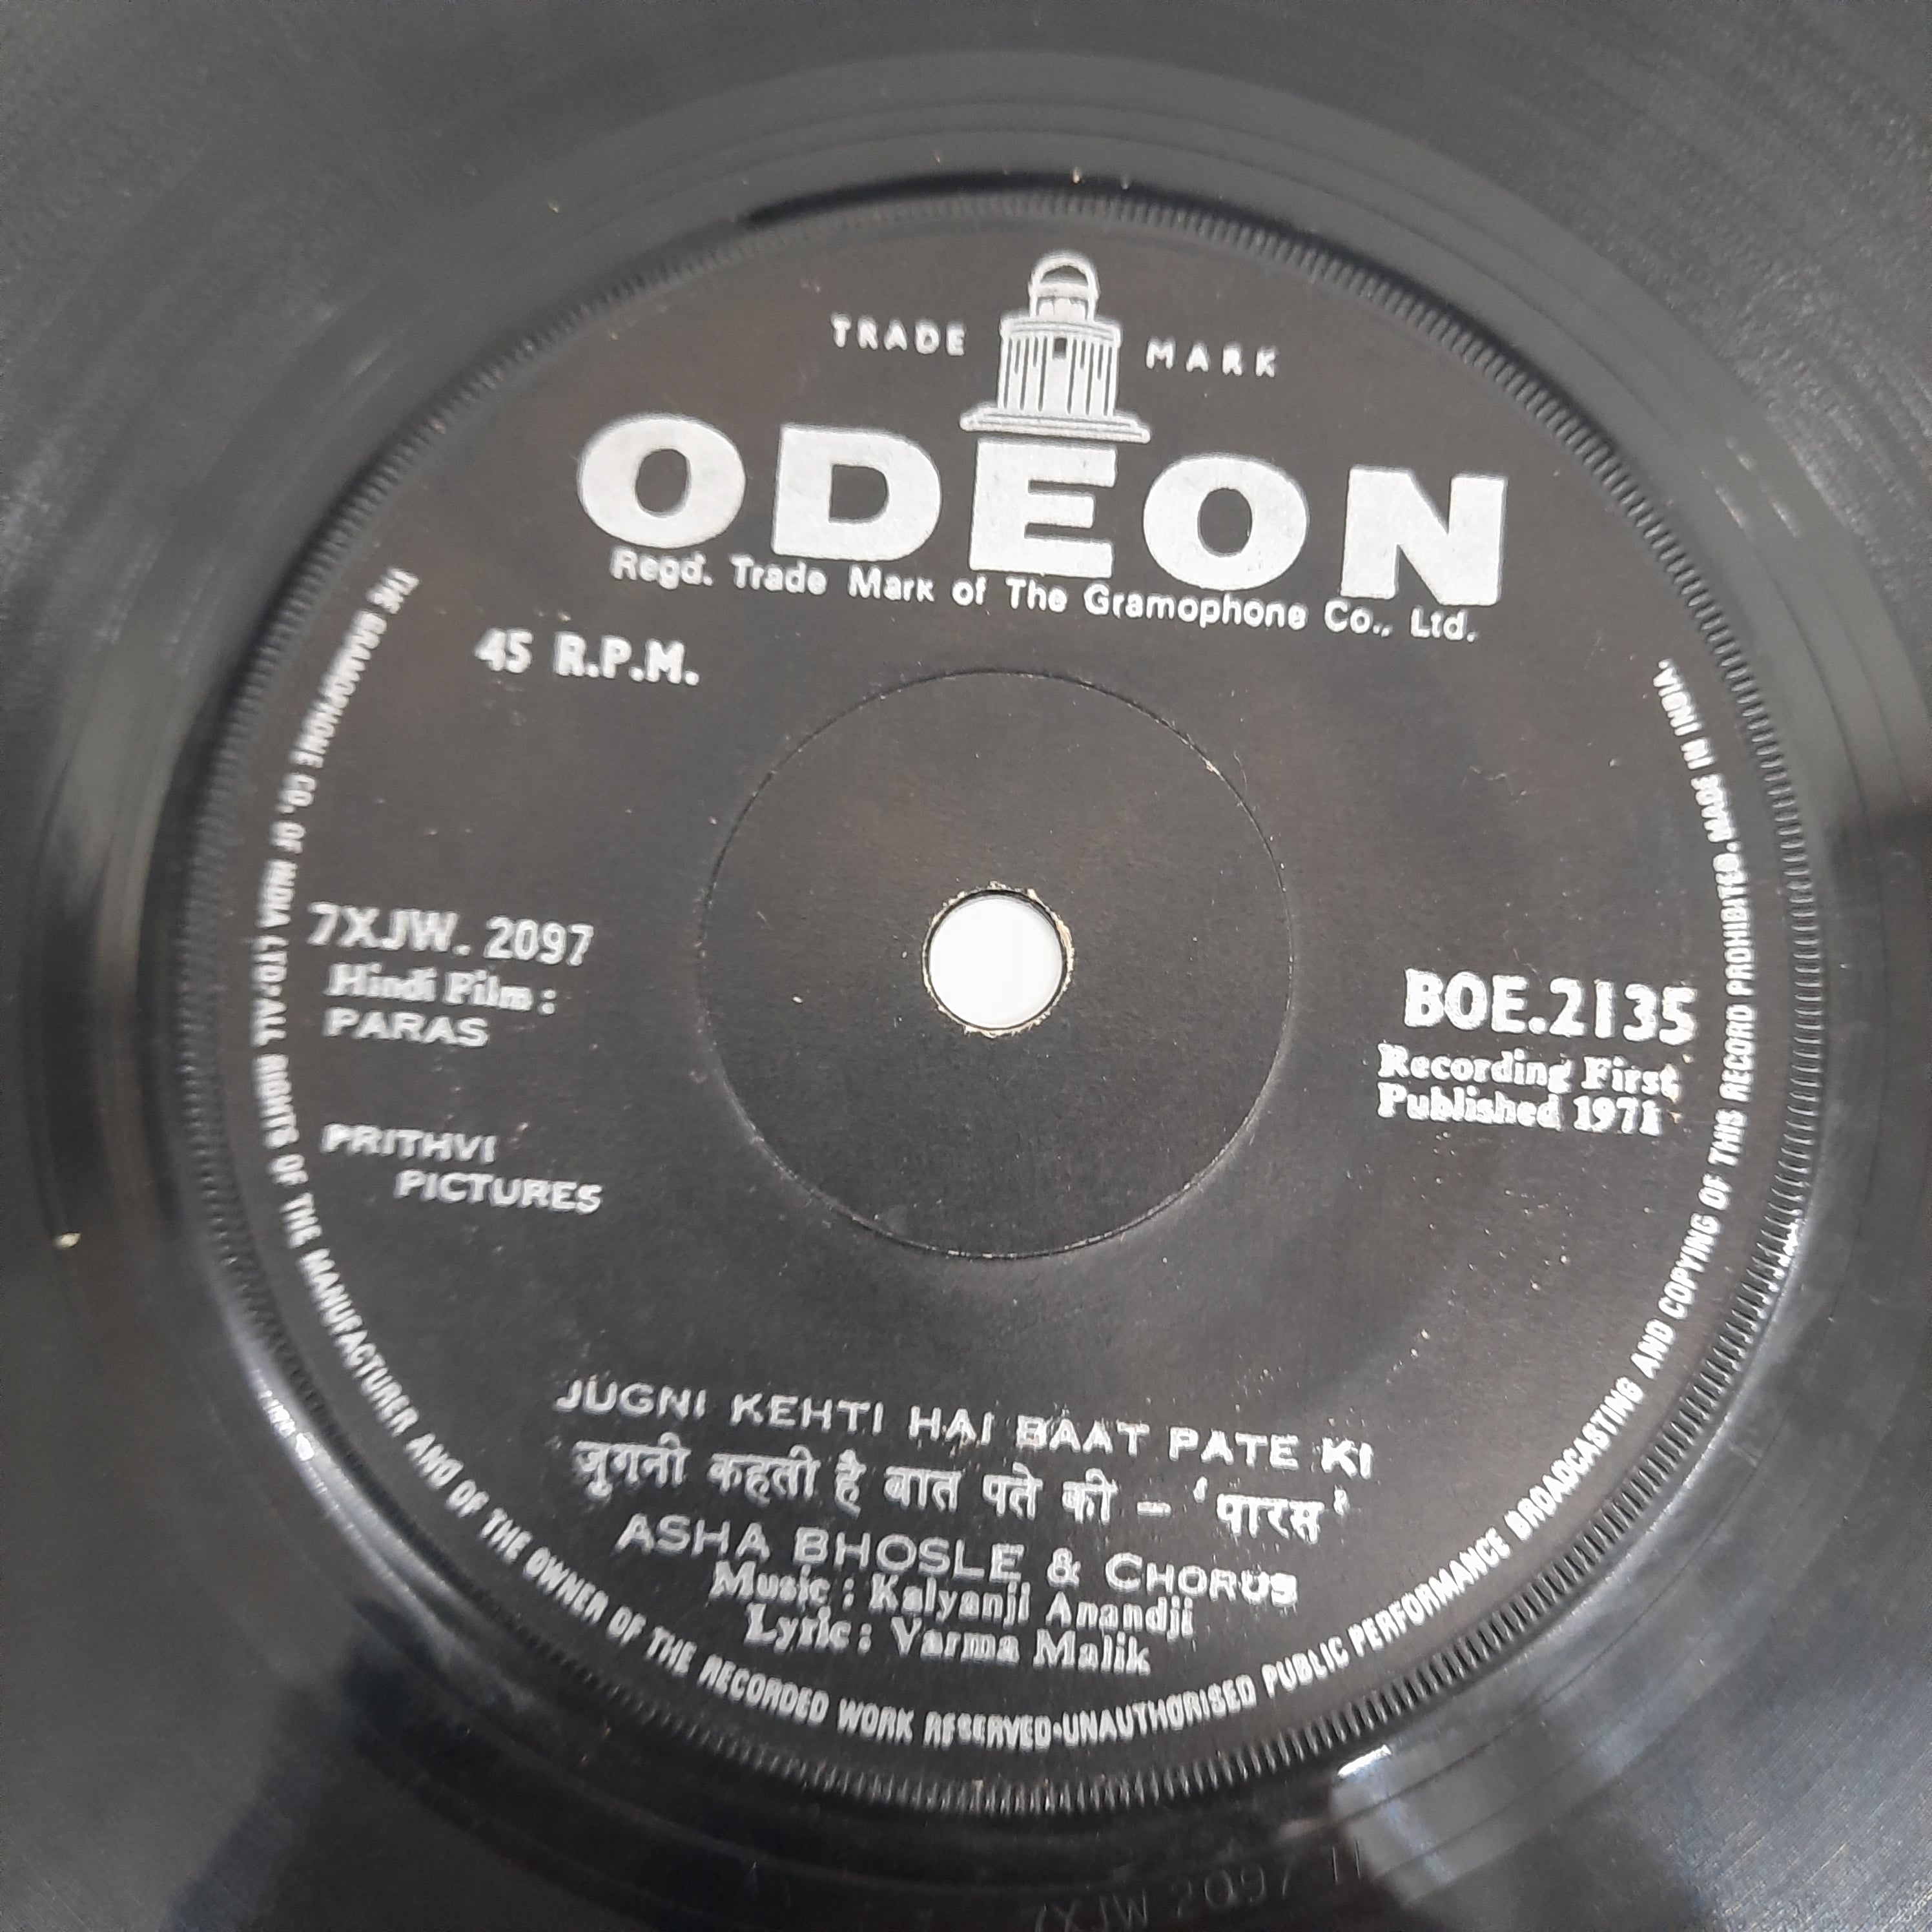 TRADE MARK
ODEON
Regd. Trade Mark of The Gramophone Co., Ltd.
45 R.P.M.
7XJW. 2097
Hindi Film :
PARAS
PRITHVI
PICTURES
BOE.2135
Recording First
Published 1971
JUGNI KEHTI HAI BAAT PATE KI
जुगनी कहती है बात पते की – ‘पारस’
ASHA BHOSLE & CHORUS
Music : Kalyanji Anandji
Lyric : Varma Malik
THE GRAMOPHONE CO. OF INDIA LTD·ALL RIGHTS OF THE MANUFACTURER AND OF THE OWNER OF THE RECORDED WORK RESERVED·UNAUTHORISED PUBLIC PERFORMANCE BROADCASTING AND COPYING OF THIS RECORD PROHIBITED. MADE IN INDIA.
7XJW 2097